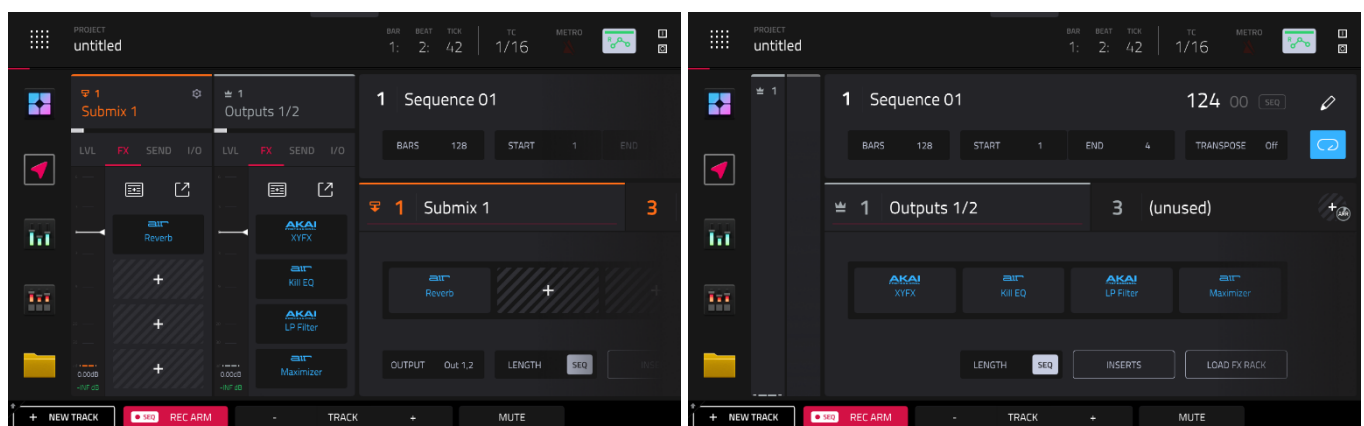 PROJECT
untitled
BAR BEAT TICK TC METRO
1: 2: 42 1/16
1
Submix 1
1
Outputs 1/2
LVL FX SEND I/O
LVL FX SEND I/O
AIR
Reverb
+
+
+
0.00dB
-INF dB
AKAI
XYFX
AIR
Kill EQ
AKAI
LP Filter
AIR
Maximizer
0.00dB
-INF dB
1 Sequence 01
BARS 128 START 1 END
1 Submix 1 3
AIR
Reverb
+
+
OUTPUT Out 1,2 LENGTH SEQ
+ NEW TRACK SEQ REC ARM - TRACK + MUTE
PROJECT
untitled
BAR BEAT TICK TC METRO
1: 2: 42 1/16
1
1 Sequence 01 124 00 SEQ
BARS 128 START 1 END 4 TRANSPOSE Off
1 Outputs 1/2 3 (unused) + ARR
AKAI
XYFX
AIR
Kill EQ
AKAI
LP Filter
AIR
Maximizer
LENGTH SEQ INSERTS LOAD FX RACK
+ NEW TRACK SEQ REC ARM - TRACK + MUTE